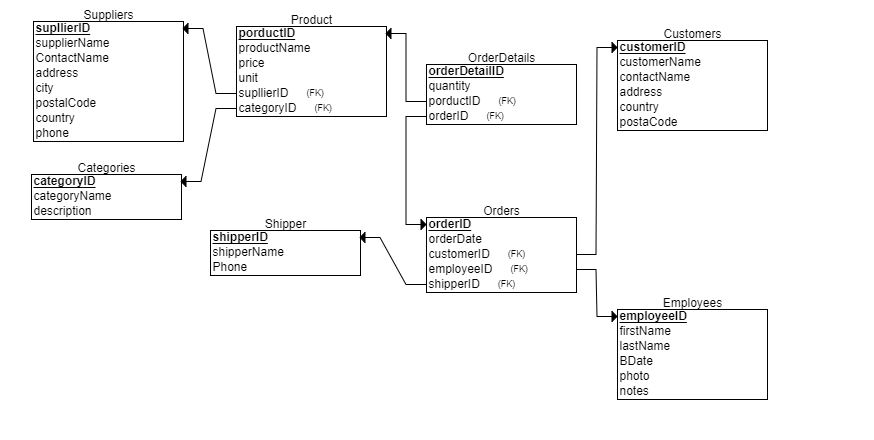 Suppliers
supllierID
supplierName
ContactName
address
city
postalCode
country
phone
Product
porductID
productName
price
unit
supllierID (FK)
categoryID (FK)
OrderDetails
orderDetailID
quantity
porductID (FK)
orderID (FK)
Customers
customerID
customerName
contactName
address
country
postaCode
Categories
categoryID
categoryName
description
Shipper
shipperID
shipperName
Phone
Orders
orderID
orderDate
customerID (FK)
employeeID (FK)
shipperID (FK)
Employees
employeeID
firstName
lastName
BDate
photo
notes